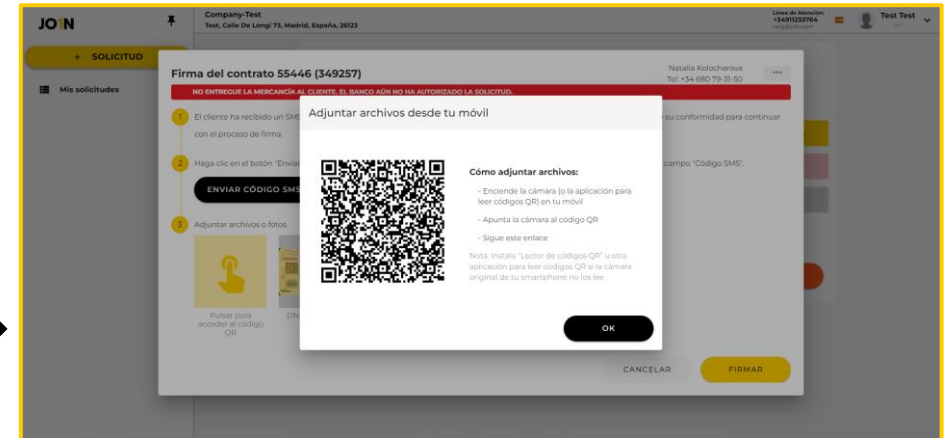 JO1N
Company-Test
Test, Calle De Longi 73, Madrid, España, 28123
Línea de Atención:
+34911233764
Test Test
+ SOLICITUD
Mis solicitudes
Firma del contrato 55446 (349257)
Natalia Kolocharova
Tel: +34 680 79-31-50
...
NO ENTREGUE LA MERCANCÍA AL CLIENTE, EL BANCO AÚN NO HA AUTORIZADO LA SOLICITUD.
1 El cliente ha recibido un SMS
su conformidad para continuar
con el proceso de firma.
2 Haga clic en el botón "Enviar
campo "Código SMS".
ENVIAR CÓDIGO SMS
3 Adjuntar archivos o fotos
Pulsar para
acceder al código
QR
Adjuntar archivos desde tu móvil
Cómo adjuntar archivos:
- Enciende la cámara (o la aplicación para
leer códigos QR) en tu móvil
- Apunta la cámara al código QR
- Sigue este enlace
Nota: Instala "Lector de códigos QR" u otra
aplicación para leer códigos QR si la cámara
original de tu smartphone no los lee
OK
CANCELAR
FIRMAR